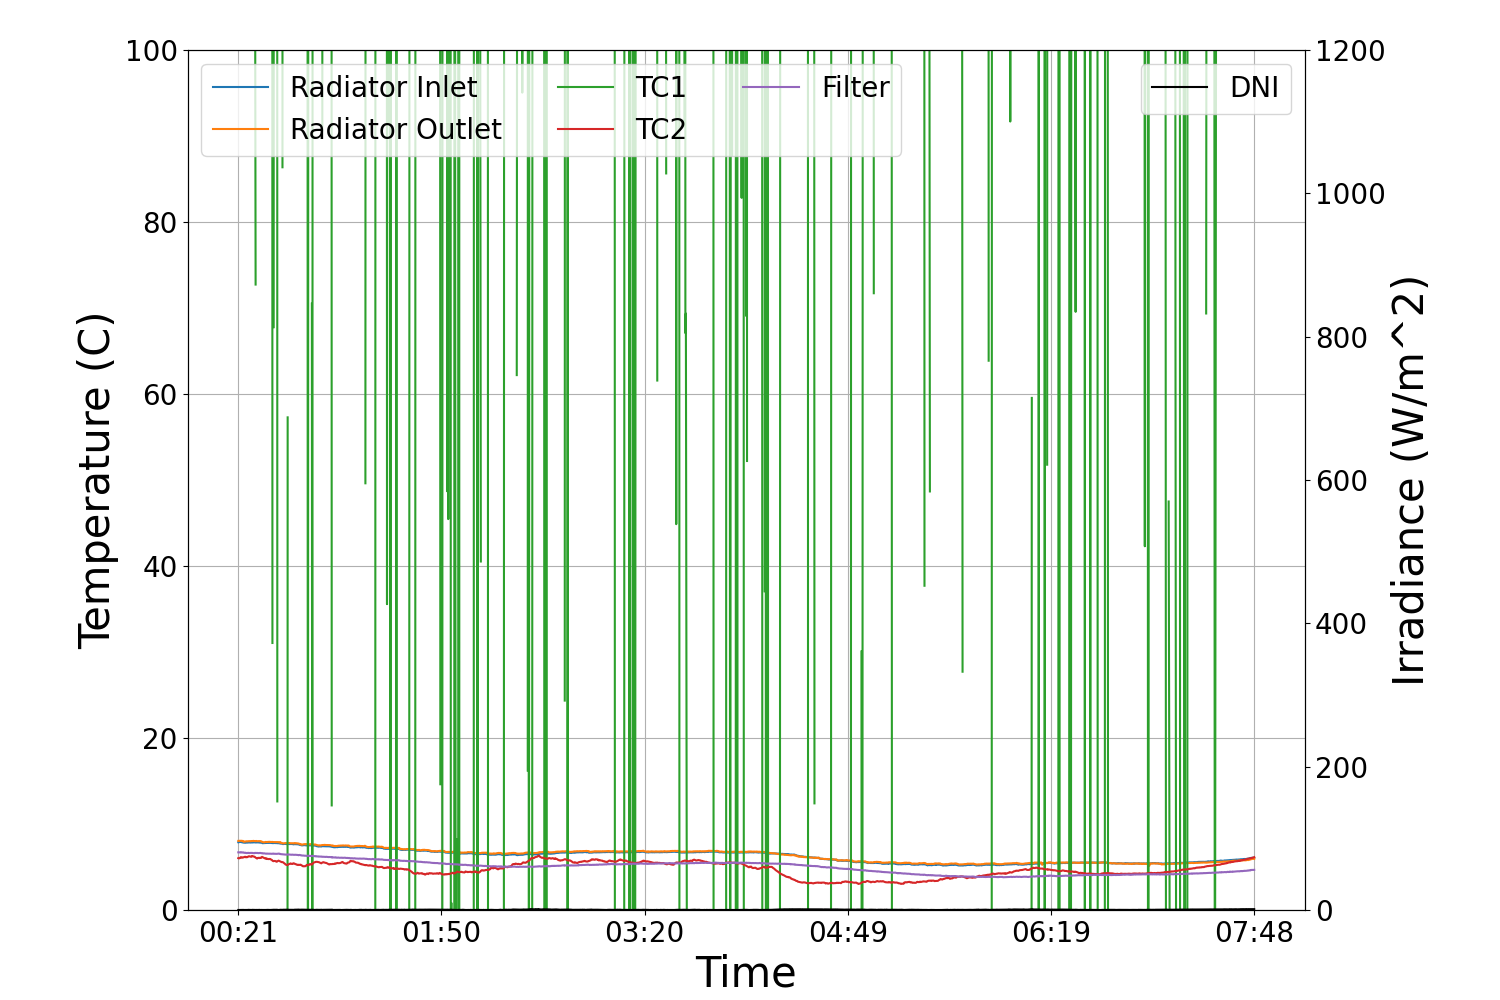 100
80
60
40
20
0
Temperature (C)
Radiator Inlet
Radiator Outlet
TC1
TC2
Filter
DNI
1200
1000
800
600
400
200
0
Irradiance (W/m^2)
00:21 01:50 03:20 04:49 06:19 07:48
Time